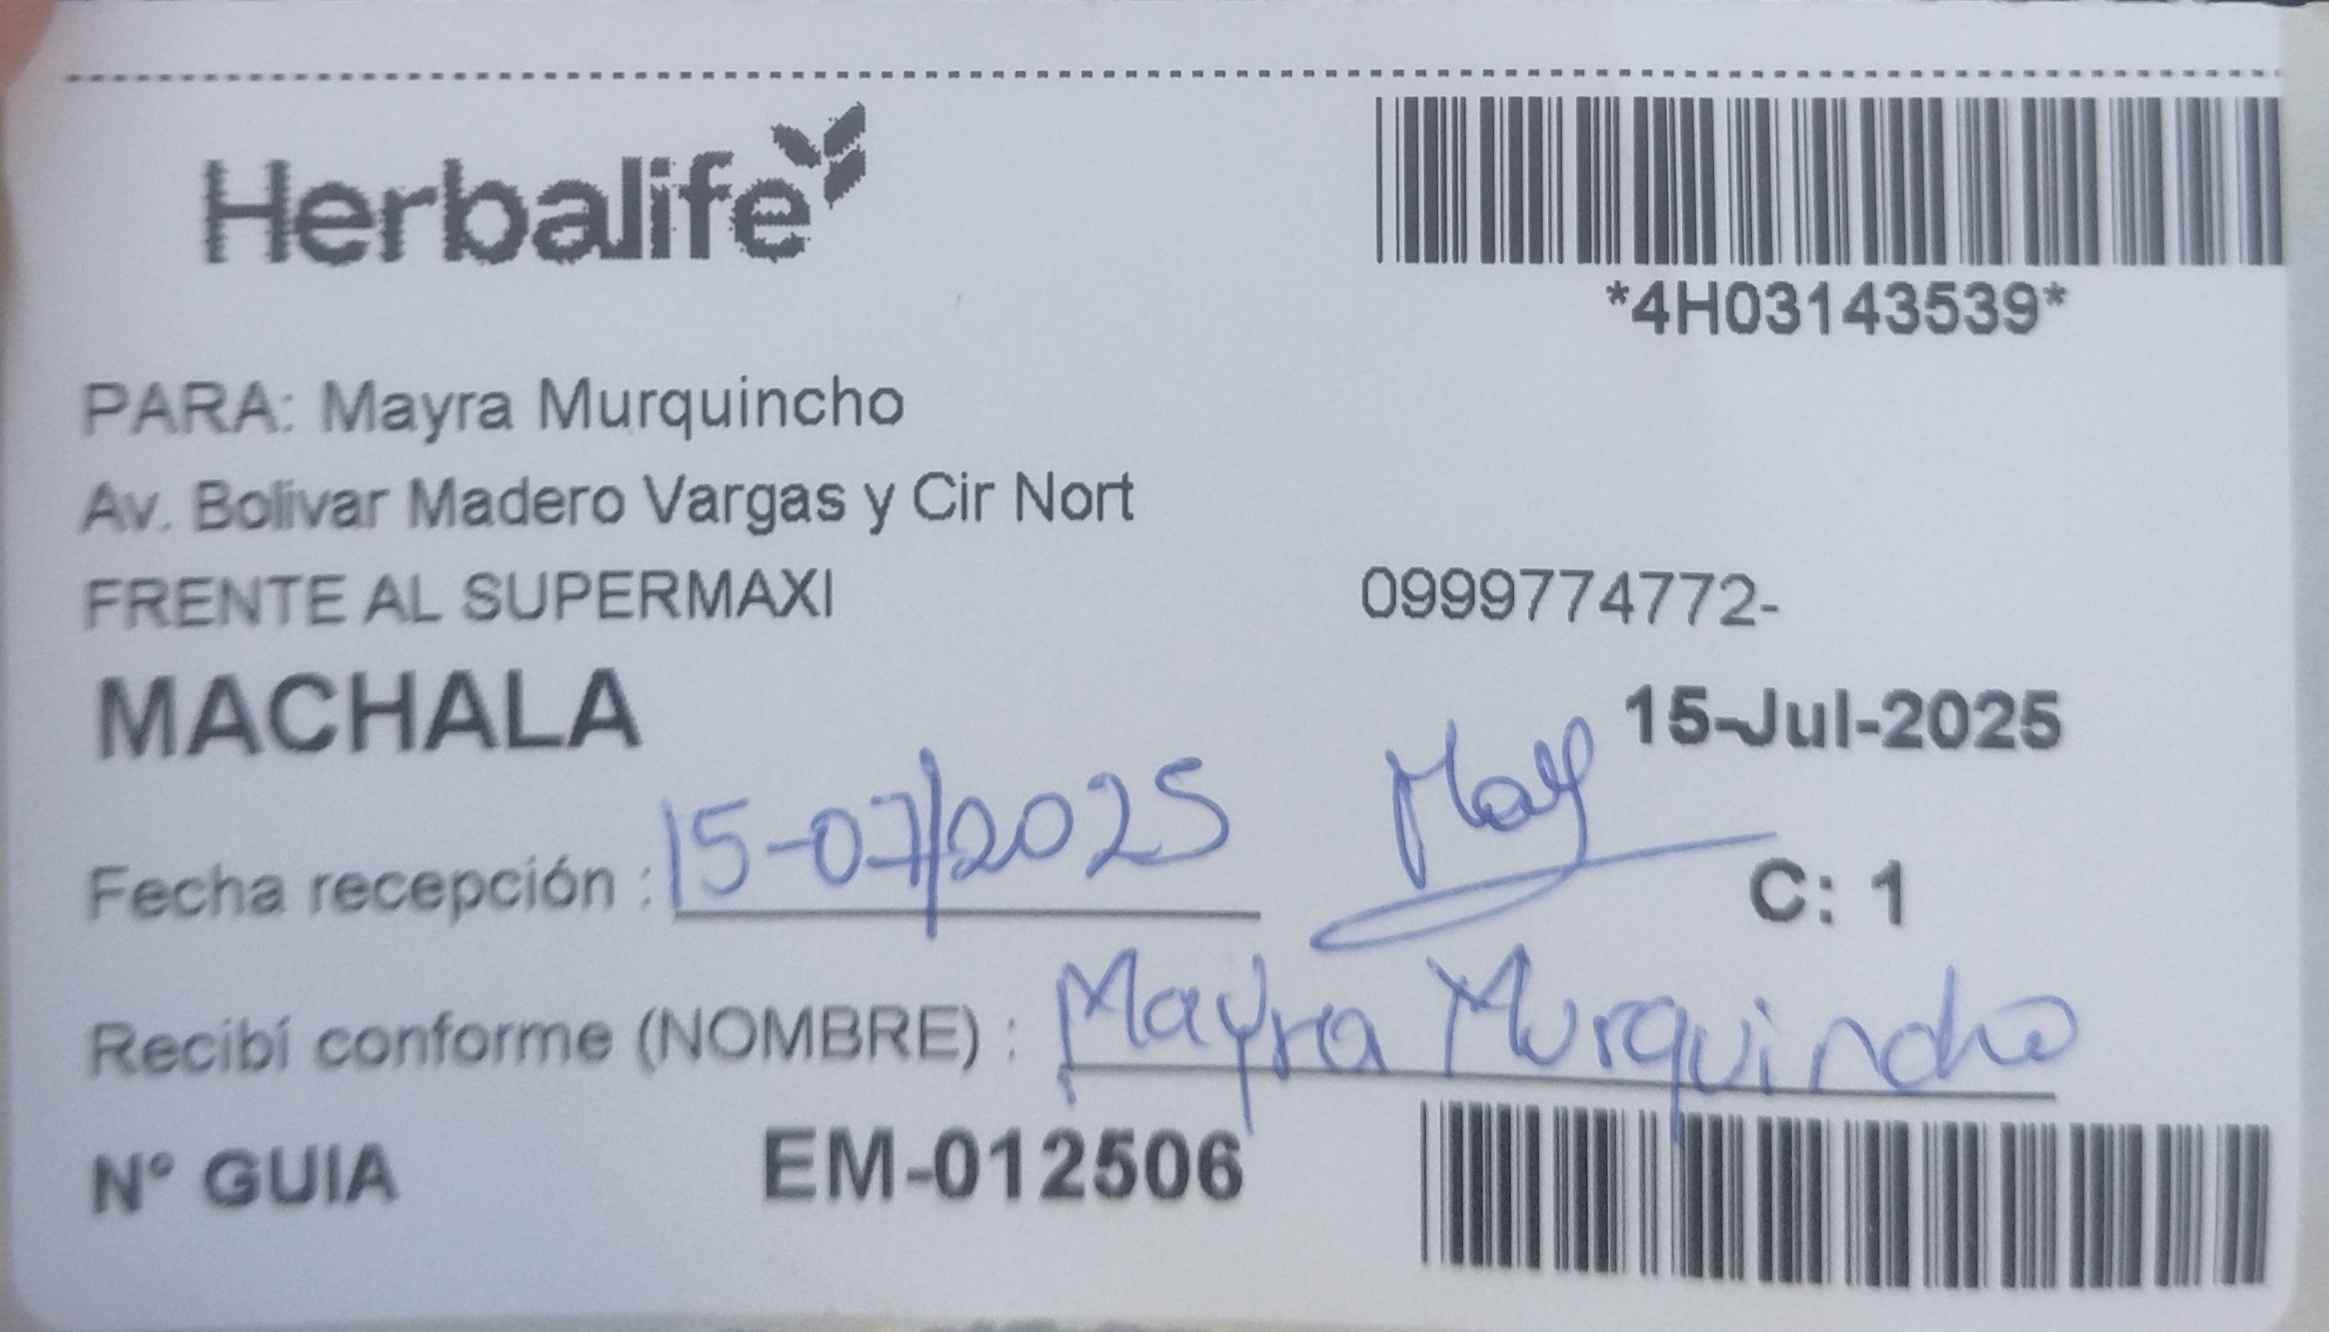 Herbalife
*4H03143539*
PARA: Mayra Murquincho
Av. Bolivar Madero Vargas y Cir Nort
FRENTE AL SUPERMAXI 0999774772-
MACHALA 15-Jul-2025
Fecha recepción : 15-07/2025 May C: 1
Recibí conforme (NOMBRE) : Mayra Murquincho
N° GUIA EM-012506